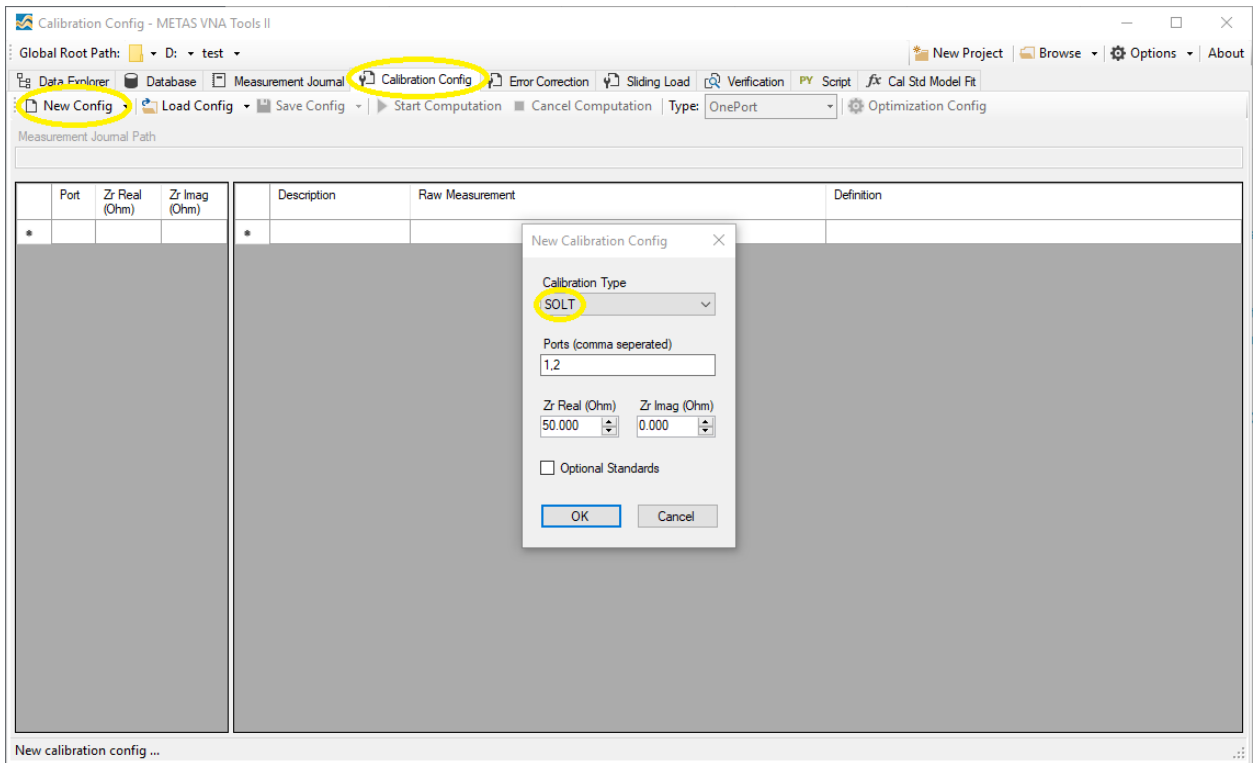 Calibration Config - METAS VNA Tools II
Global Root Path: D: test New Project Browse Options About
Data Explorer Database Measurement Journal Calibration Config Error Correction Sliding Load Verification PY Script fx Cal Std Model Fit
New Config Load Config Save Config Start Computation Cancel Computation Type: OnePort Optimization Config
Measurement Journal Path
Port Zr Real (Ohm) Zr Imag (Ohm) Description Raw Measurement Definition
New Calibration Config
Calibration Type
SOLT
Ports (comma seperated)
1,2
Zr Real (Ohm) Zr Imag (Ohm)
50.000 0.000
Optional Standards
OK Cancel
New calibration config ...